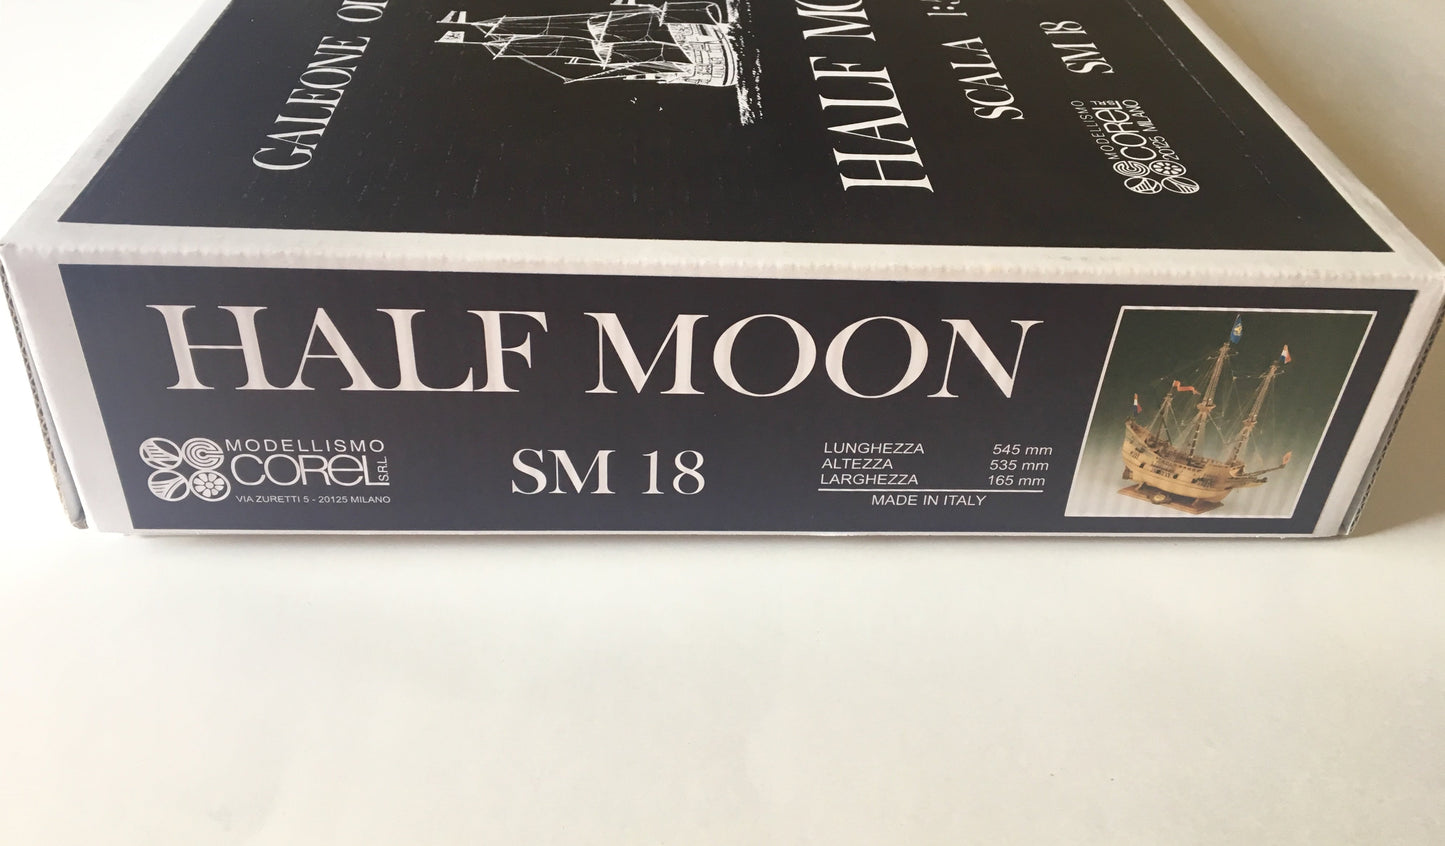 GALEONE
HALF
SCALA 1:
SM 18
MODELLISMO
COREL
S.R.L.
20125 MILANO
HALF MOON
MODELLISMO
COREL
S.R.L.
VIA ZURETTI 5 - 20125 MILANO
SM 18
LUNGHEZZA 545 mm
ALTEZZA 535 mm
LARGHEZZA 165 mm
MADE IN ITALY